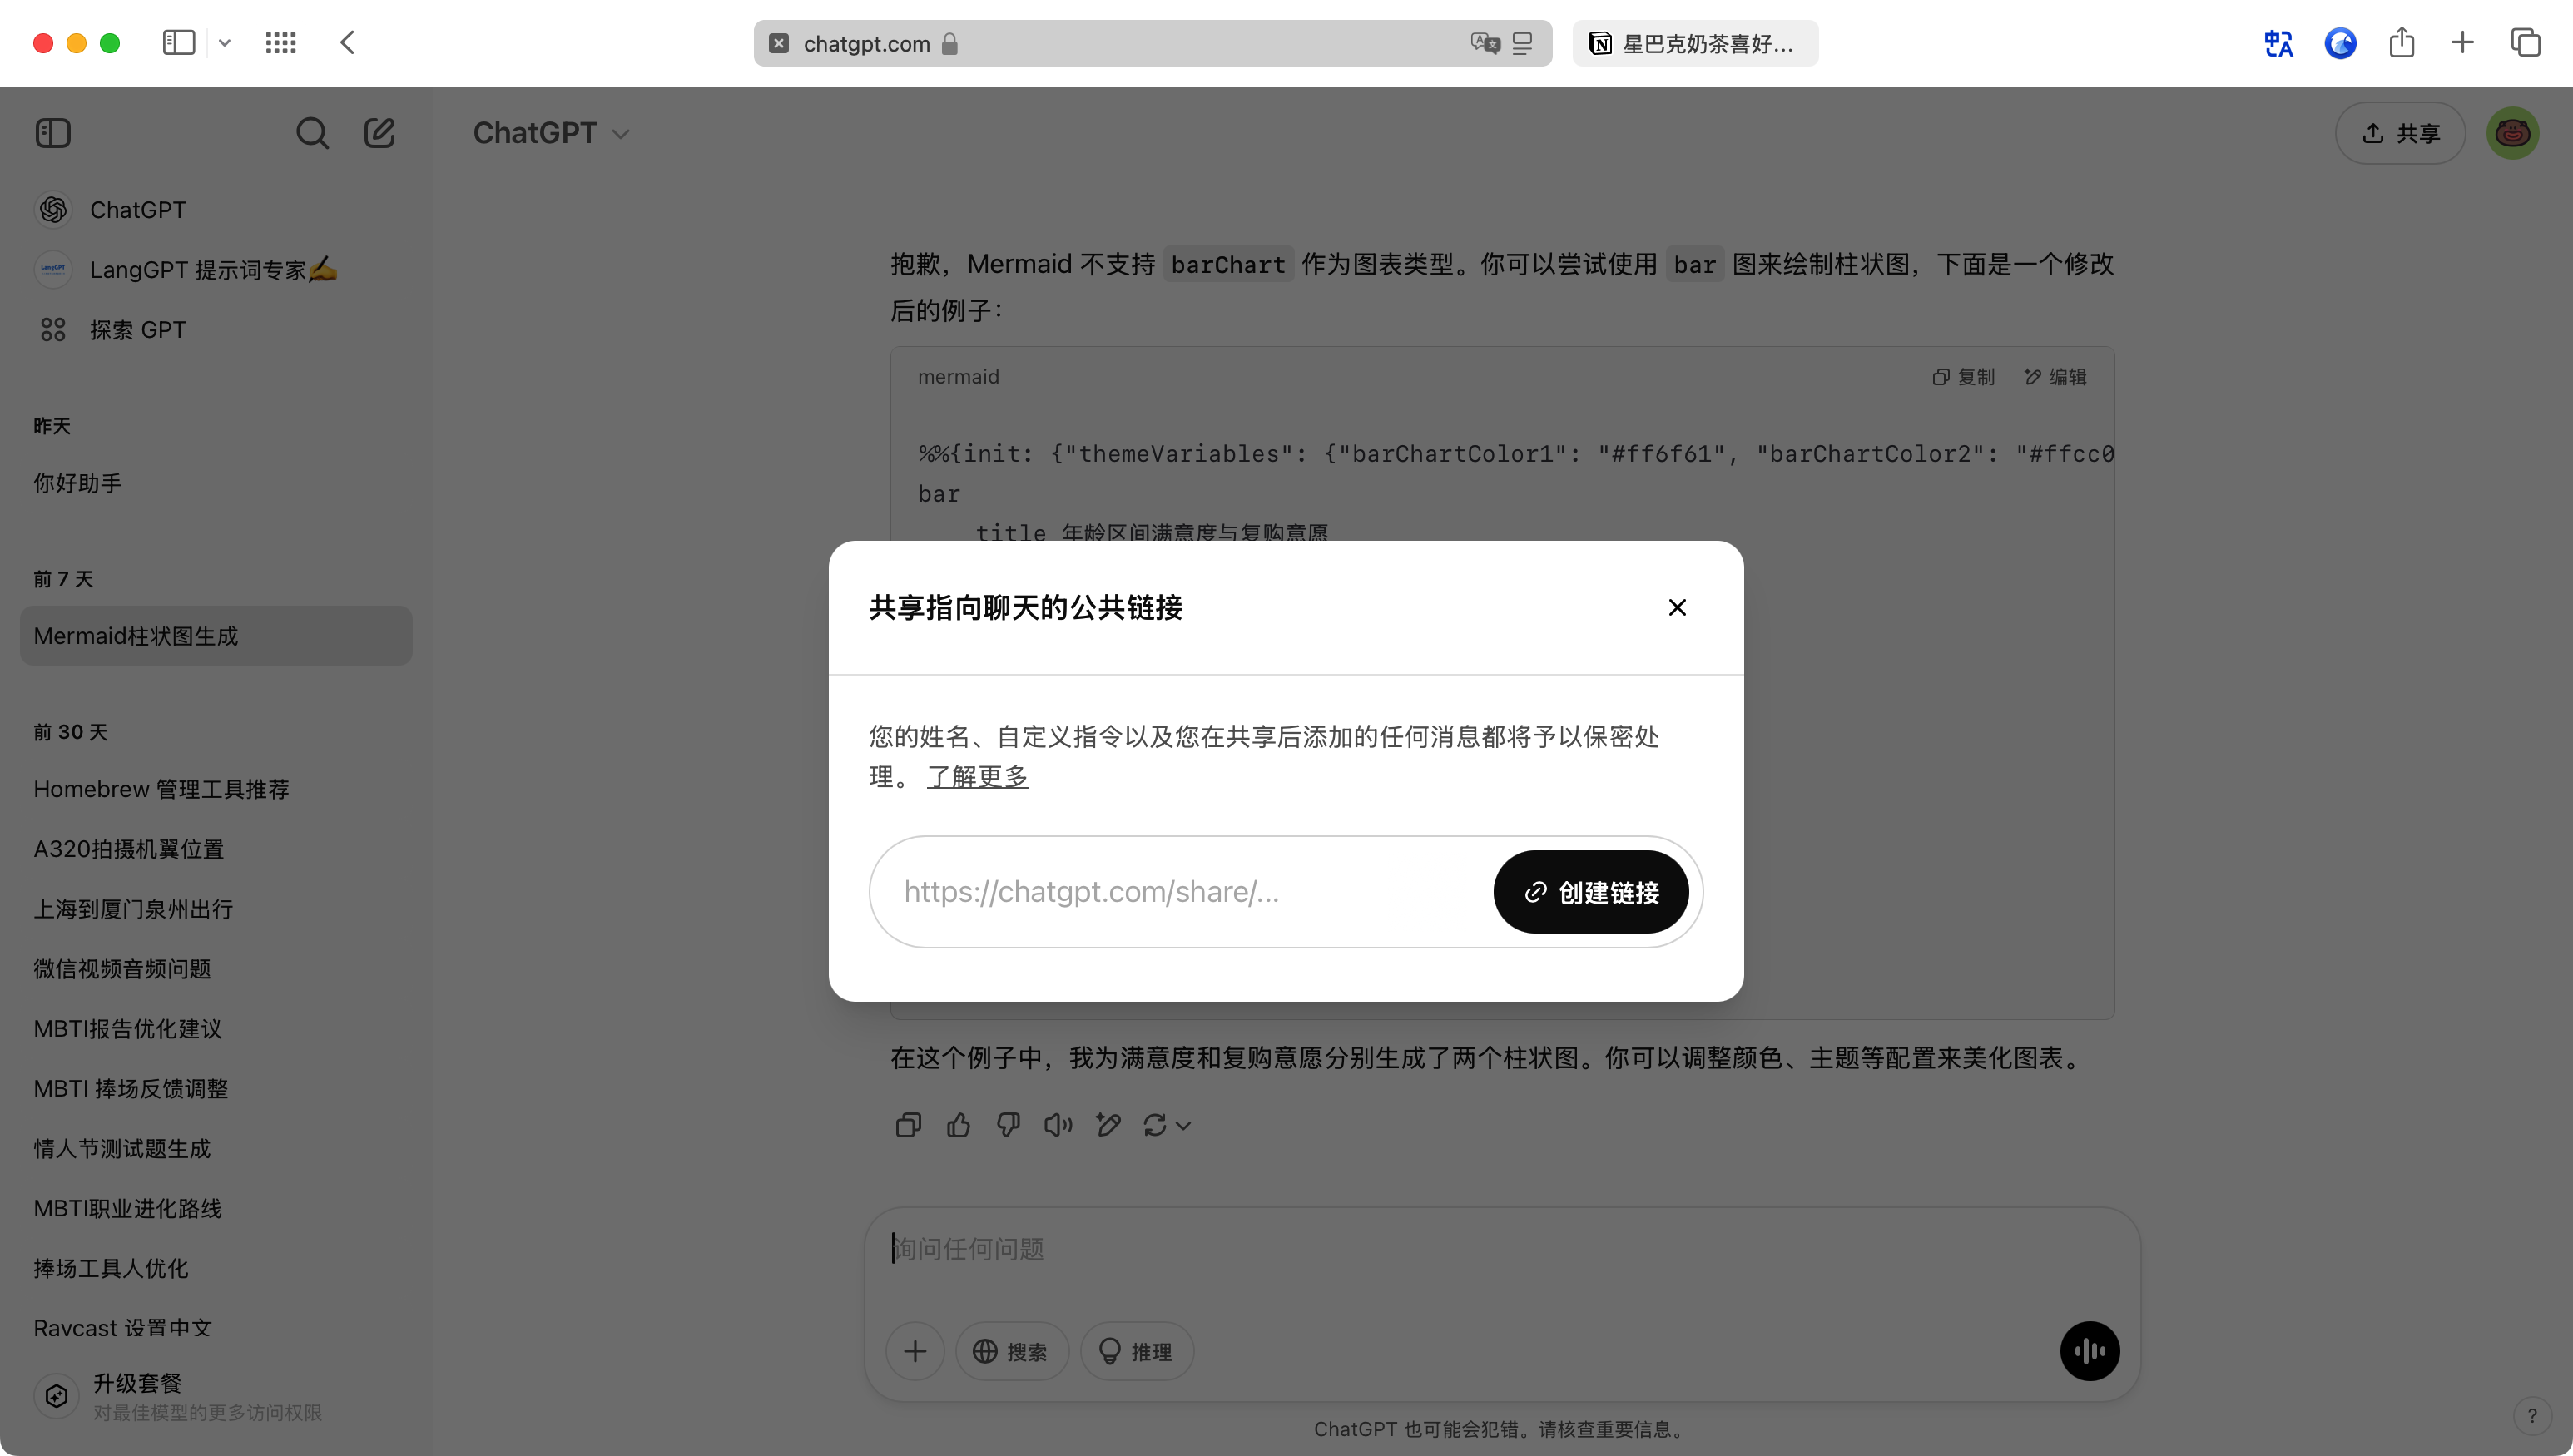 chatgpt.com
星巴克奶茶喜好...
ChatGPT
LangGPT 提示词专家
探索 GPT
昨天
你好助手
前 7 天
Mermaid柱状图生成
前 30 天
Homebrew 管理工具推荐
A320拍摄机翼位置
上海到厦门泉州出行
微信视频音频问题
MBTI报告优化建议
MBTI 捧场反馈调整
情人节测试题生成
MBTI职业进化路线
捧场工具人优化
Raycast 设置中文
升级套餐
对最佳模型的更多访问权限
ChatGPT
共享
抱歉，Mermaid 不支持 barChart 作为图表类型。你可以尝试使用 bar 图来绘制柱状图，下面是一个修改
后的例子：
mermaid
复制 编辑
%%{init: {"themeVariables": {"barChartColor1": "#ff6f61", "barChartColor2": "#ffcc0
bar
title 年龄区间满意度与复购意愿
共享指向聊天的公共链接
您的姓名、自定义指令以及您在共享后添加的任何消息都将予以保密处
理。 了解更多
https://chatgpt.com/share/...
创建链接
在这个例子中，我为满意度和复购意愿分别生成了两个柱状图。你可以调整颜色、主题等配置来美化图表。
询问任何问题
搜索
推理
ChatGPT 也可能会犯错。请核查重要信息。
?